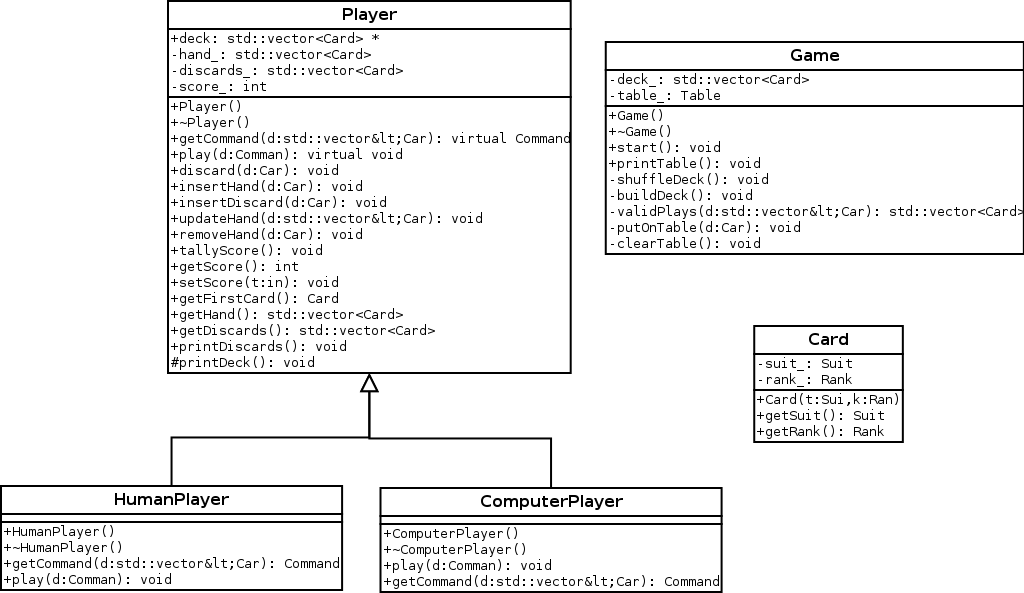 Player
+deck: std::vector<Card> *
-hand_: std::vector<Card>
-discards_: std::vector<Card>
-score_: int
+Player()
+~Player()
+getCommand(d:std::vector&lt;Car): virtual Command
+play(d:Comman): virtual void
+discard(d:Car): void
+insertHand(d:Car): void
+insertDiscard(d:Car): void
+updateHand(d:std::vector&lt;Car): void
+removeHand(d:Car): void
+tallyScore(): void
+getScore(): int
+setScore(t:in): void
+getFirstCard(): Card
+getHand(): std::vector<Card>
+getDiscards(): std::vector<Card>
+printDiscards(): void
#printDeck(): void
Game
-deck_: std::vector<Card>
-table_: Table
+Game()
+~Game()
+start(): void
+printTable(): void
-shuffleDeck(): void
-buildDeck(): void
-validPlays(d:std::vector&lt;Car): std::vector<Card>
-putOnTable(d:Car): void
-clearTable(): void
Card
-suit_: Suit
-rank_: Rank
+Card(t:Sui,k:Ran)
+getSuit(): Suit
+getRank(): Rank
HumanPlayer
+HumanPlayer()
+~HumanPlayer()
+getCommand(d:std::vector&lt;Car): Command
+play(d:Comman): void
ComputerPlayer
+ComputerPlayer()
+~ComputerPlayer()
+play(d:Comman): void
+getCommand(d:std::vector&lt;Car): Command